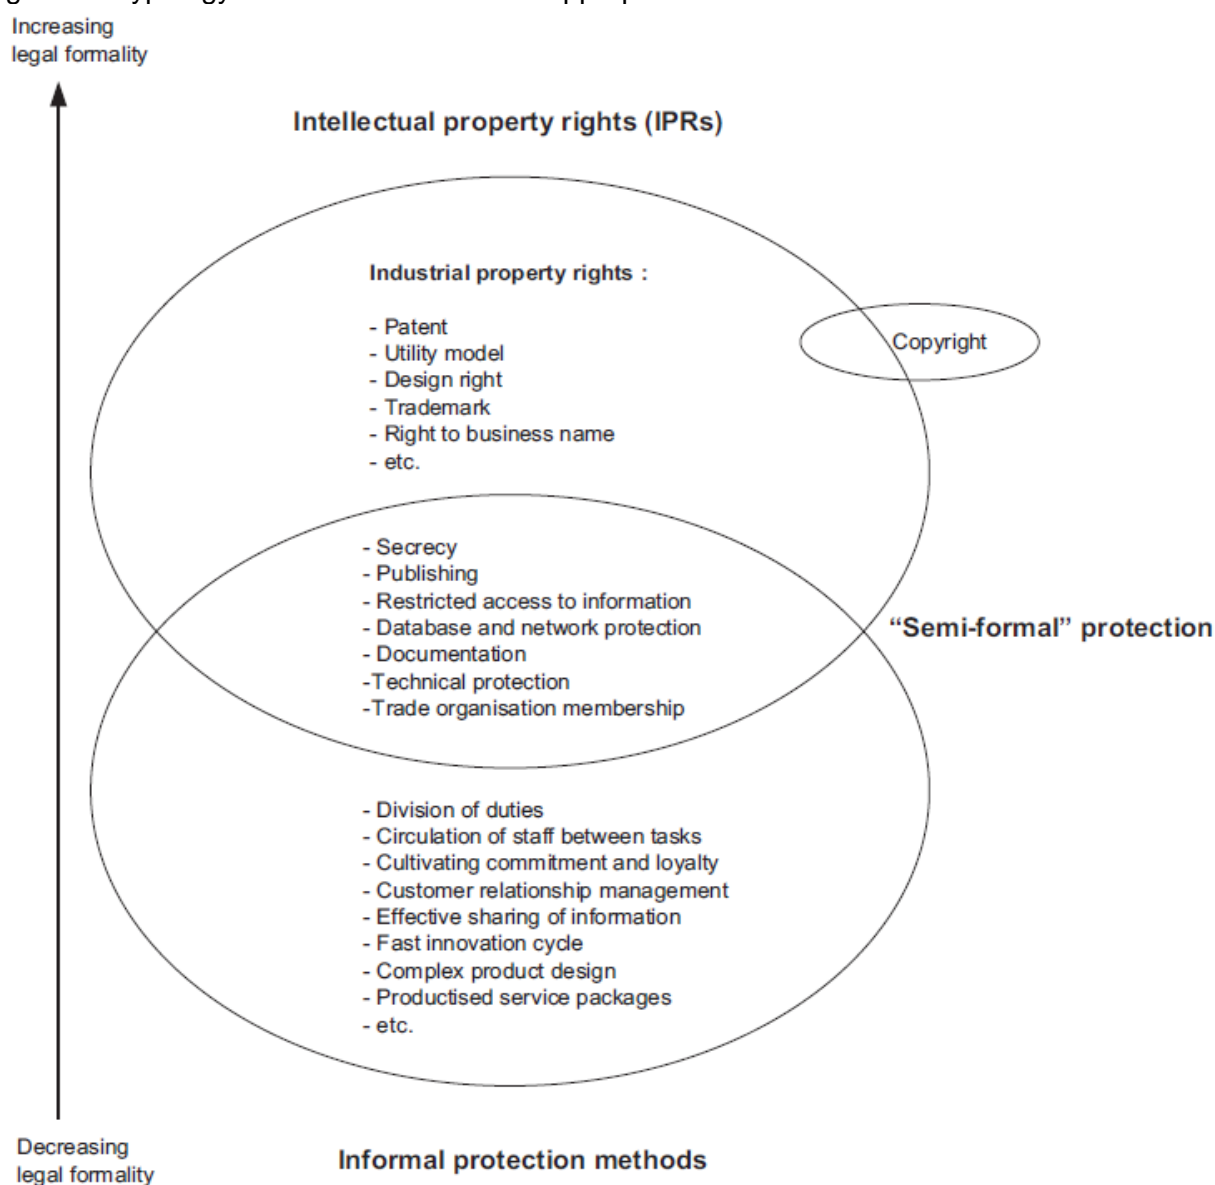 Increasing
legal formality
Intellectual property rights (IPRs)
Industrial property rights :
- Patent
- Utility model
- Design right
- Trademark
- Right to business name
- etc.
Copyright
- Secrecy
- Publishing
- Restricted access to information
- Database and network protection
- Documentation
-Technical protection
-Trade organisation membership
“Semi-formal” protection
- Division of duties
- Circulation of staff between tasks
- Cultivating commitment and loyalty
- Customer relationship management
- Effective sharing of information
- Fast innovation cycle
- Complex product design
- Productised service packages
- etc.
Decreasing
legal formality
Informal protection methods